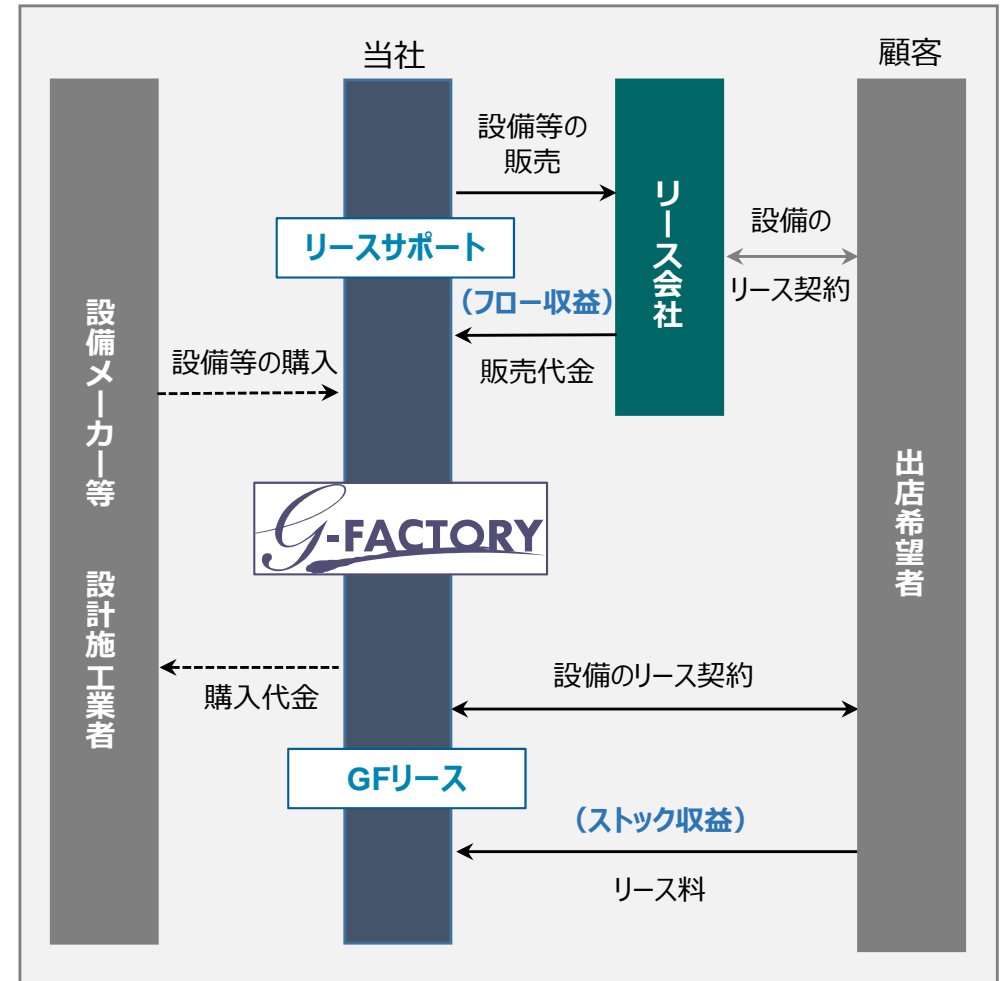 当社
顧客
設備等の
販売
リースサポート
リース会社
設備の
リース契約
（フロー収益）
販売代金
設備メーカー等　設計施工業者
設備等の購入
出店希望者
G-FACTORY
購入代金
設備のリース契約
GFリース
（ストック収益）
リース料